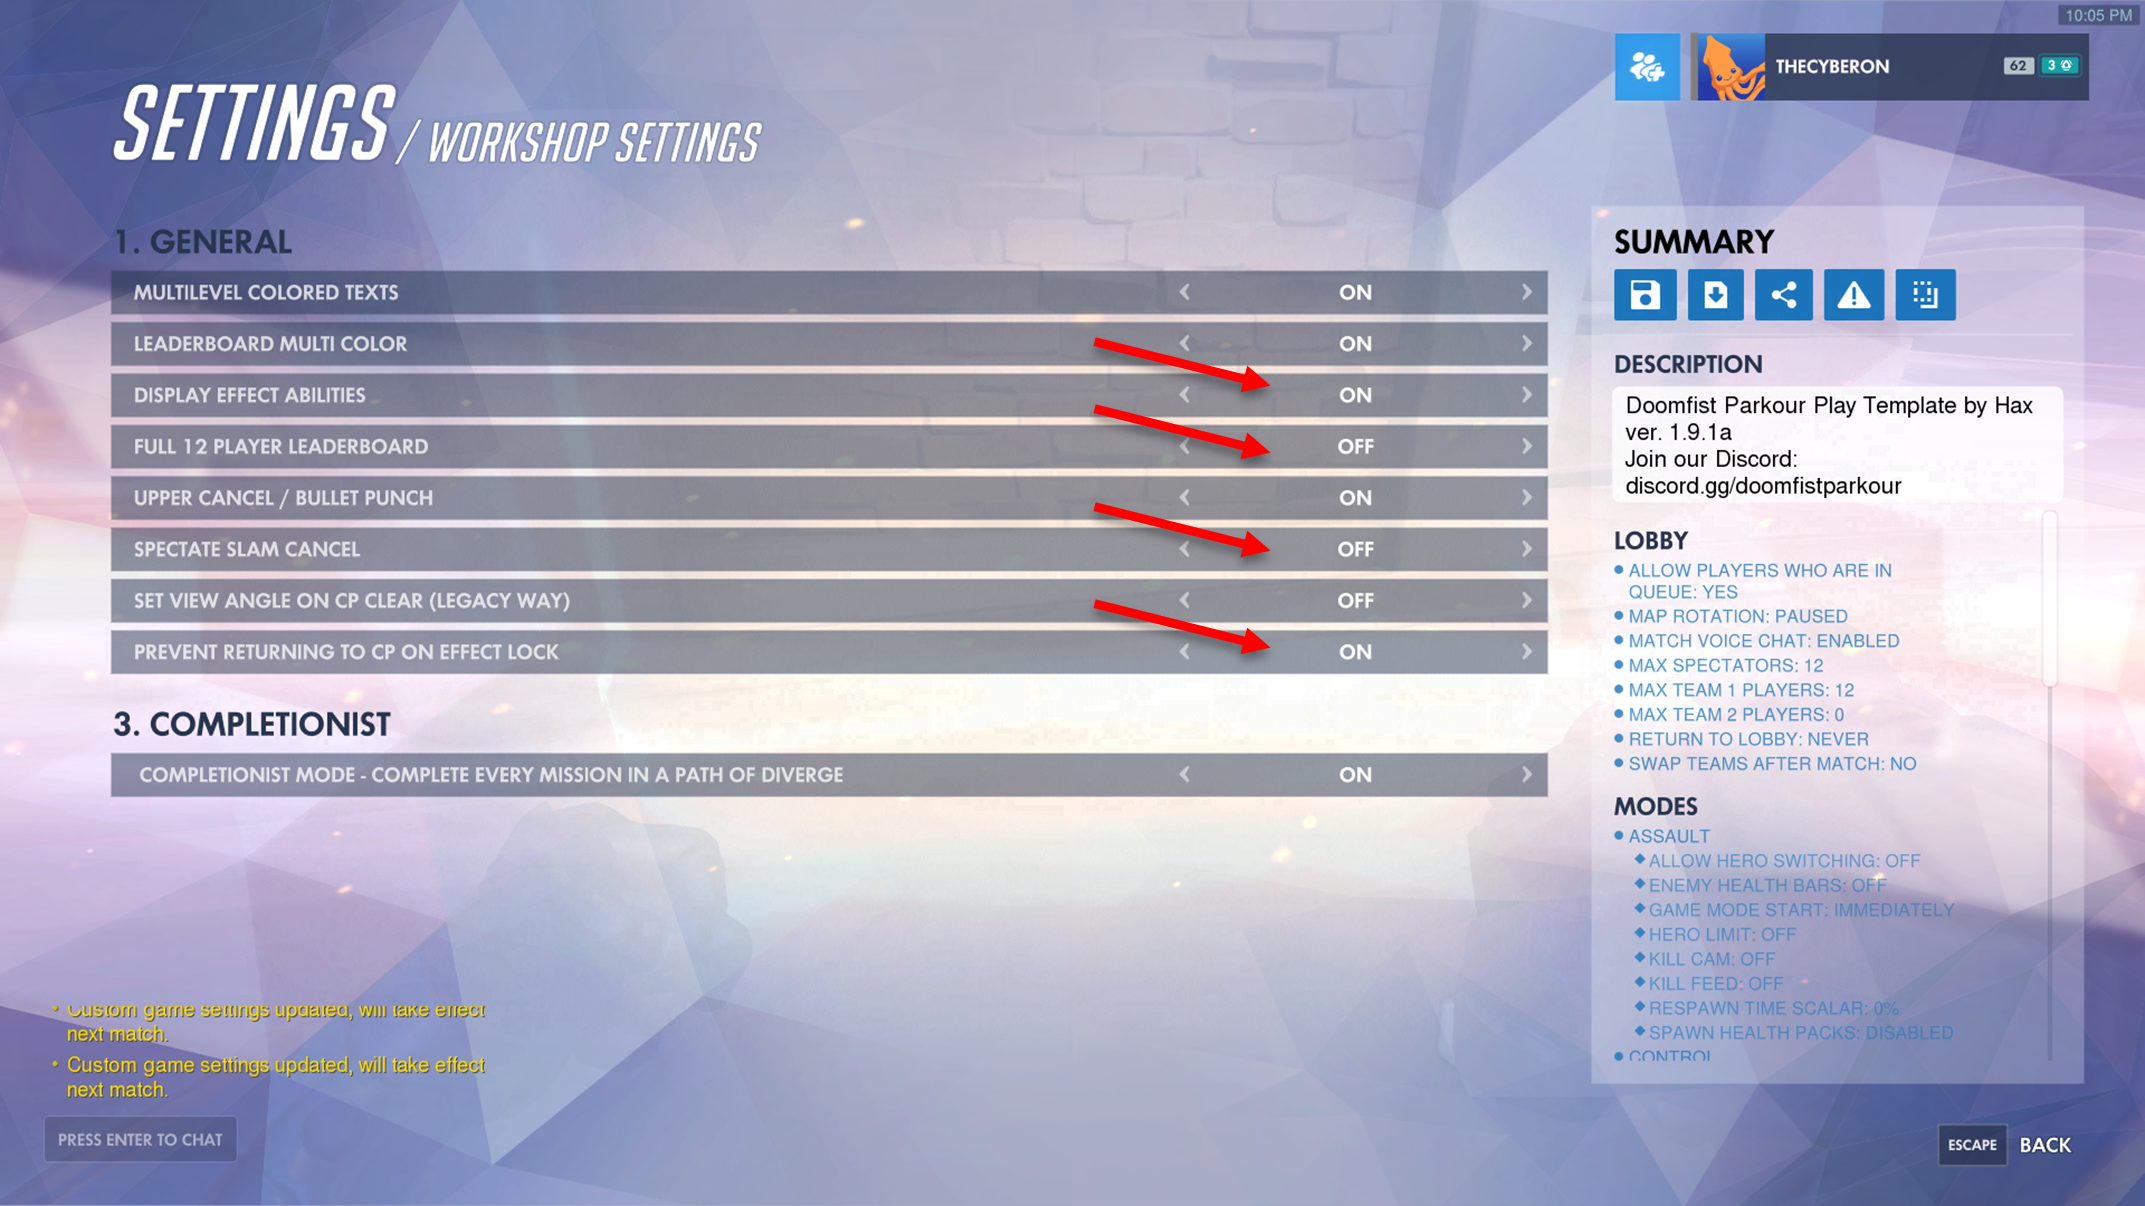 10:05 PM
THECYBERON
62
3
SETTINGS / WORKSHOP SETTINGS
1. GENERAL
MULTILEVEL COLORED TEXTS ON
LEADERBOARD MULTI COLOR ON
DISPLAY EFFECT ABILITIES ON
FULL 12 PLAYER LEADERBOARD OFF
UPPER CANCEL / BULLET PUNCH ON
SPECTATE SLAM CANCEL OFF
SET VIEW ANGLE ON CP CLEAR (LEGACY WAY) OFF
PREVENT RETURNING TO CP ON EFFECT LOCK ON
3. COMPLETIONIST
COMPLETIONIST MODE - COMPLETE EVERY MISSION IN A PATH OF DIVERGE ON
SUMMARY
DESCRIPTION
Doomfist Parkour Play Template by Hax
ver. 1.9.1a
Join our Discord:
discord.gg/doomfistparkour
LOBBY
ALLOW PLAYERS WHO ARE IN
QUEUE: YES
MAP ROTATION: PAUSED
MATCH VOICE CHAT: ENABLED
MAX SPECTATORS: 12
MAX TEAM 1 PLAYERS: 12
MAX TEAM 2 PLAYERS: 0
RETURN TO LOBBY: NEVER
SWAP TEAMS AFTER MATCH: NO
MODES
ASSAULT
ALLOW HERO SWITCHING: OFF
ENEMY HEALTH BARS: OFF
GAME MODE START: IMMEDIATELY
HERO LIMIT: OFF
KILL CAM: OFF
KILL FEED: OFF
RESPAWN TIME SCALAR: 0%
SPAWN HEALTH PACKS: DISABLED
CONTROL
Custom game settings updated, will take effect
next match.
Custom game settings updated, will take effect
next match.
PRESS ENTER TO CHAT
ESCAPE BACK